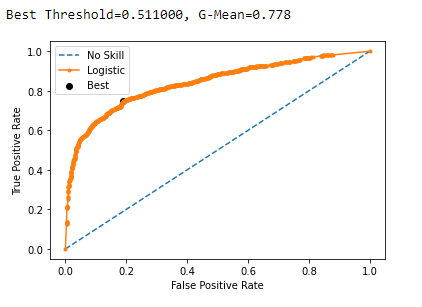 Best Threshold=0.511000, G-Mean=0.778
1.0
0.8
0.6
0.4
0.2
0.0
True Positive Rate
No Skill
Logistic
Best
0.0 0.2 0.4 0.6 0.8 1.0
False Positive Rate